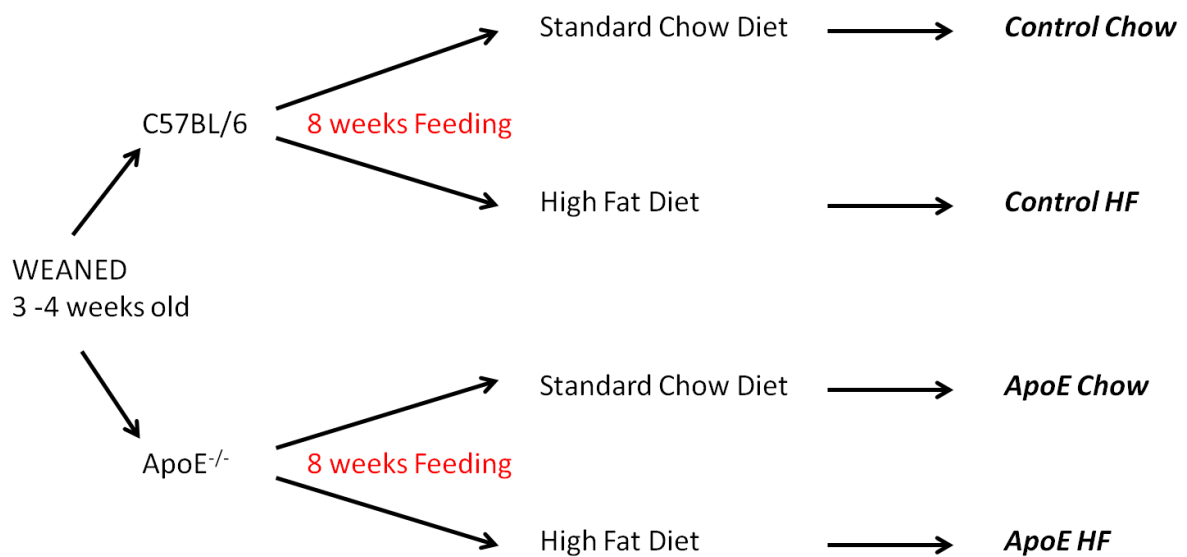 Standard Chow Diet
Control Chow
C57BL/6
8 weeks Feeding
High Fat Diet
Control HF
WEANED
3 -4 weeks old
Standard Chow Diet
ApoE Chow
ApoE-/-
8 weeks Feeding
High Fat Diet
ApoE HF